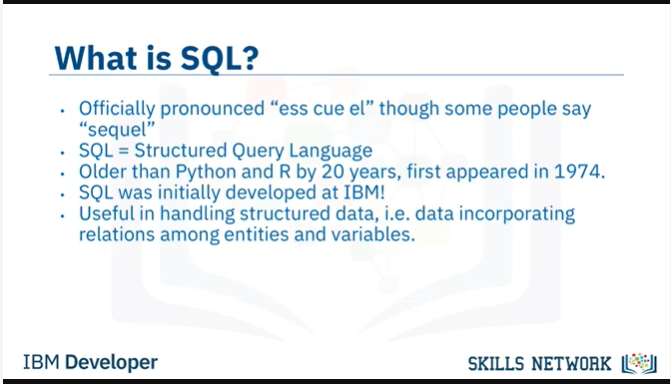 What is SQL?
· Officially pronounced “ess cue el” though some people say
“sequel”
· SQL = Structured Query Language
· Older than Python and R by 20 years, first appeared in 1974.
· SQL was initially developed at IBM!
· Useful in handling structured data, i.e. data incorporating
relations among entities and variables.
IBM Developer
SKILLS NETWORK